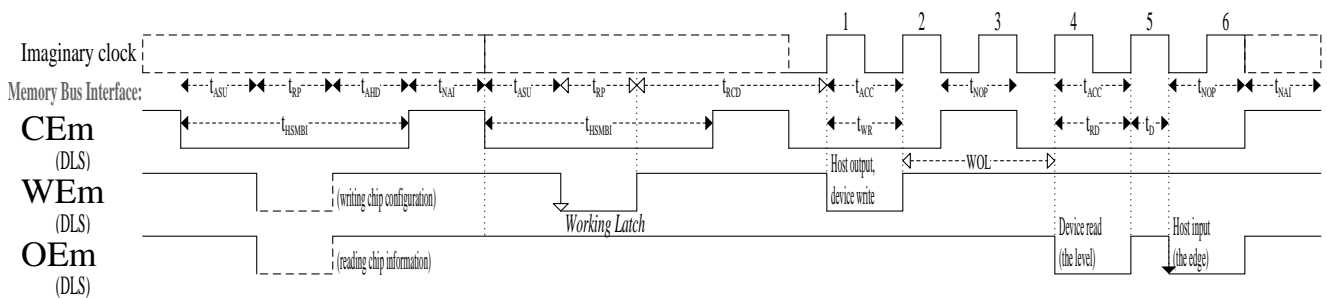 1 2 3 4 5 6
Imaginary clock
Memory Bus Interface: tASU tRP tAHD tNAI tASU tRP tRCD tACC tNOP tACC tNOP tNAI
CEm tHSMBI tHSMBI tWR tRD tD
(DLS)
WOL
WEm (writing chip configuration) Host output,
device write
(DLS) Working Latch
OEm (reading chip information) Device read Host input
(the level) (the edge)
(DLS)